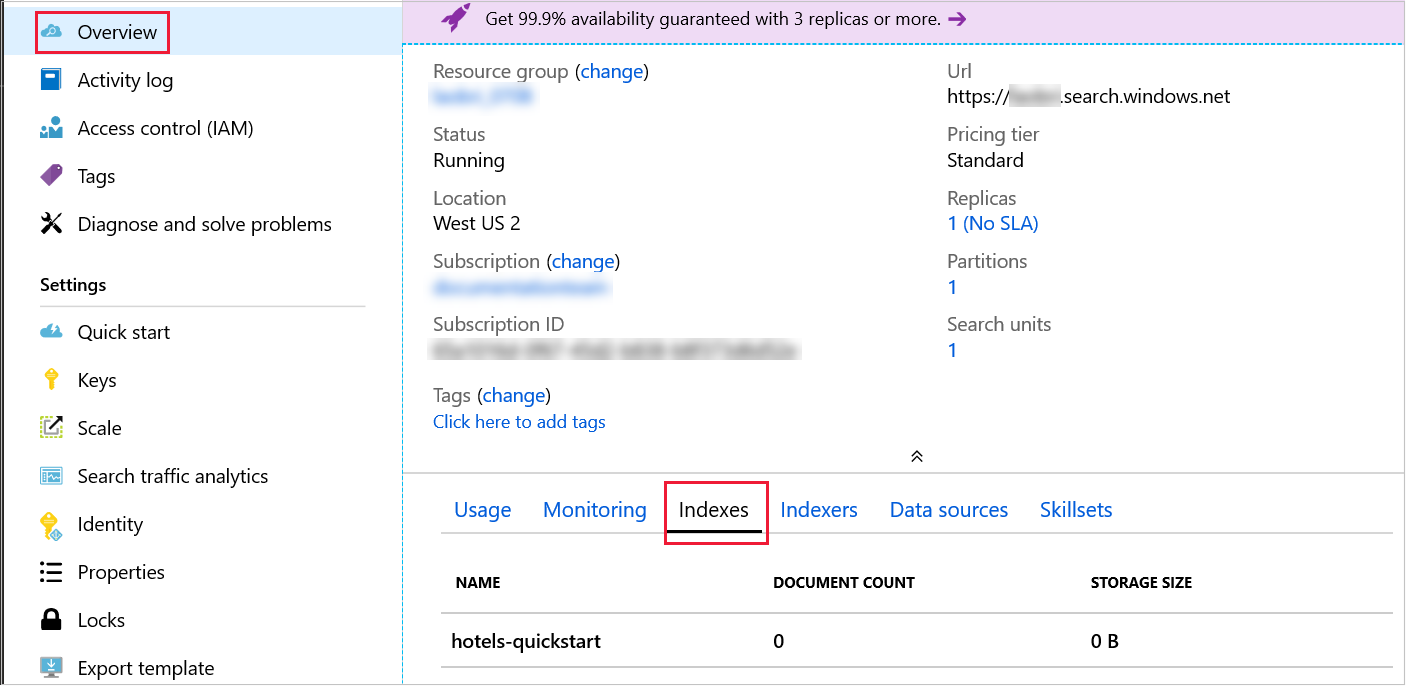 Overview
Activity log
Access control (IAM)
Tags
Diagnose and solve problems
Settings
Quick start
Keys
Scale
Search traffic analytics
Identity
Properties
Locks
Export template
Get 99.9% availability guaranteed with 3 replicas or more. →
Resource group (change)
Status
Running
Location
West US 2
Subscription (change)
Subscription ID
Tags (change)
Click here to add tags
Url
https:// .search.windows.net
Pricing tier
Standard
Replicas
1 (No SLA)
Partitions
1
Search units
1
Usage Monitoring Indexes Indexers Data sources Skillsets
NAME DOCUMENT COUNT STORAGE SIZE
hotels-quickstart 0 0 B